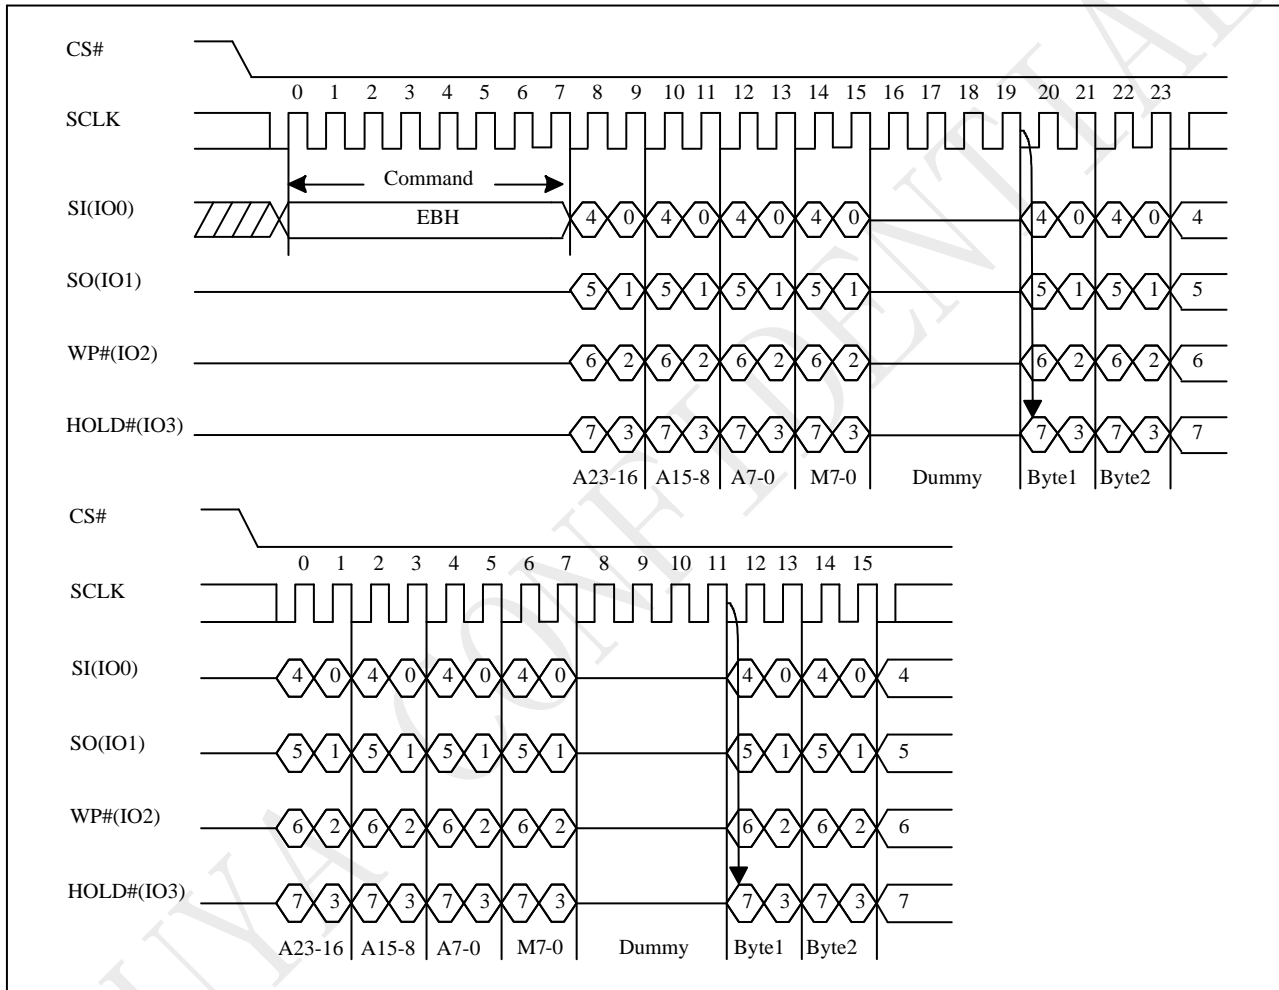 CS#
0 1 2 3 4 5 6 7 8 9 10 11 12 13 14 15 16 17 18 19 20 21 22 23
SCLK
Command
SI(IO0) EBH 4 0 4 0 4 0 4 0 4 0 4 0 4
SO(IO1) 5 1 5 1 5 1 5 1 5 1 5 1 5
WP#(IO2) 6 2 6 2 6 2 6 2 6 2 6 2 6
HOLD#(IO3) 7 3 7 3 7 3 7 3 7 3 7 3 7
A23-16 A15-8 A7-0 M7-0 Dummy Byte1 Byte2
CS#
0 1 2 3 4 5 6 7 8 9 10 11 12 13 14 15
SCLK
SI(IO0) 4 0 4 0 4 0 4 0 4 0 4 0 4
SO(IO1) 5 1 5 1 5 1 5 1 5 1 5 1 5
WP#(IO2) 6 2 6 2 6 2 6 2 6 2 6 2 6
HOLD#(IO3) 7 3 7 3 7 3 7 3 7 3 7 3 7
A23-16 A15-8 A7-0 M7-0 Dummy Byte1 Byte2
CONFIDENTIAL